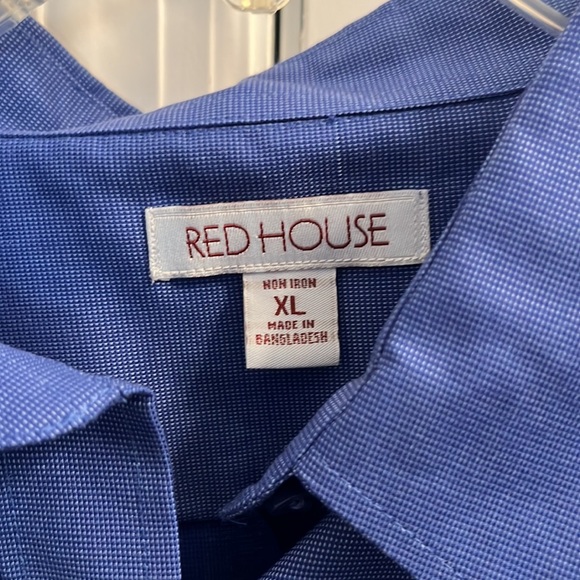 RED HOUSE
NON IRON
XL
MADE IN
BANGLADESH